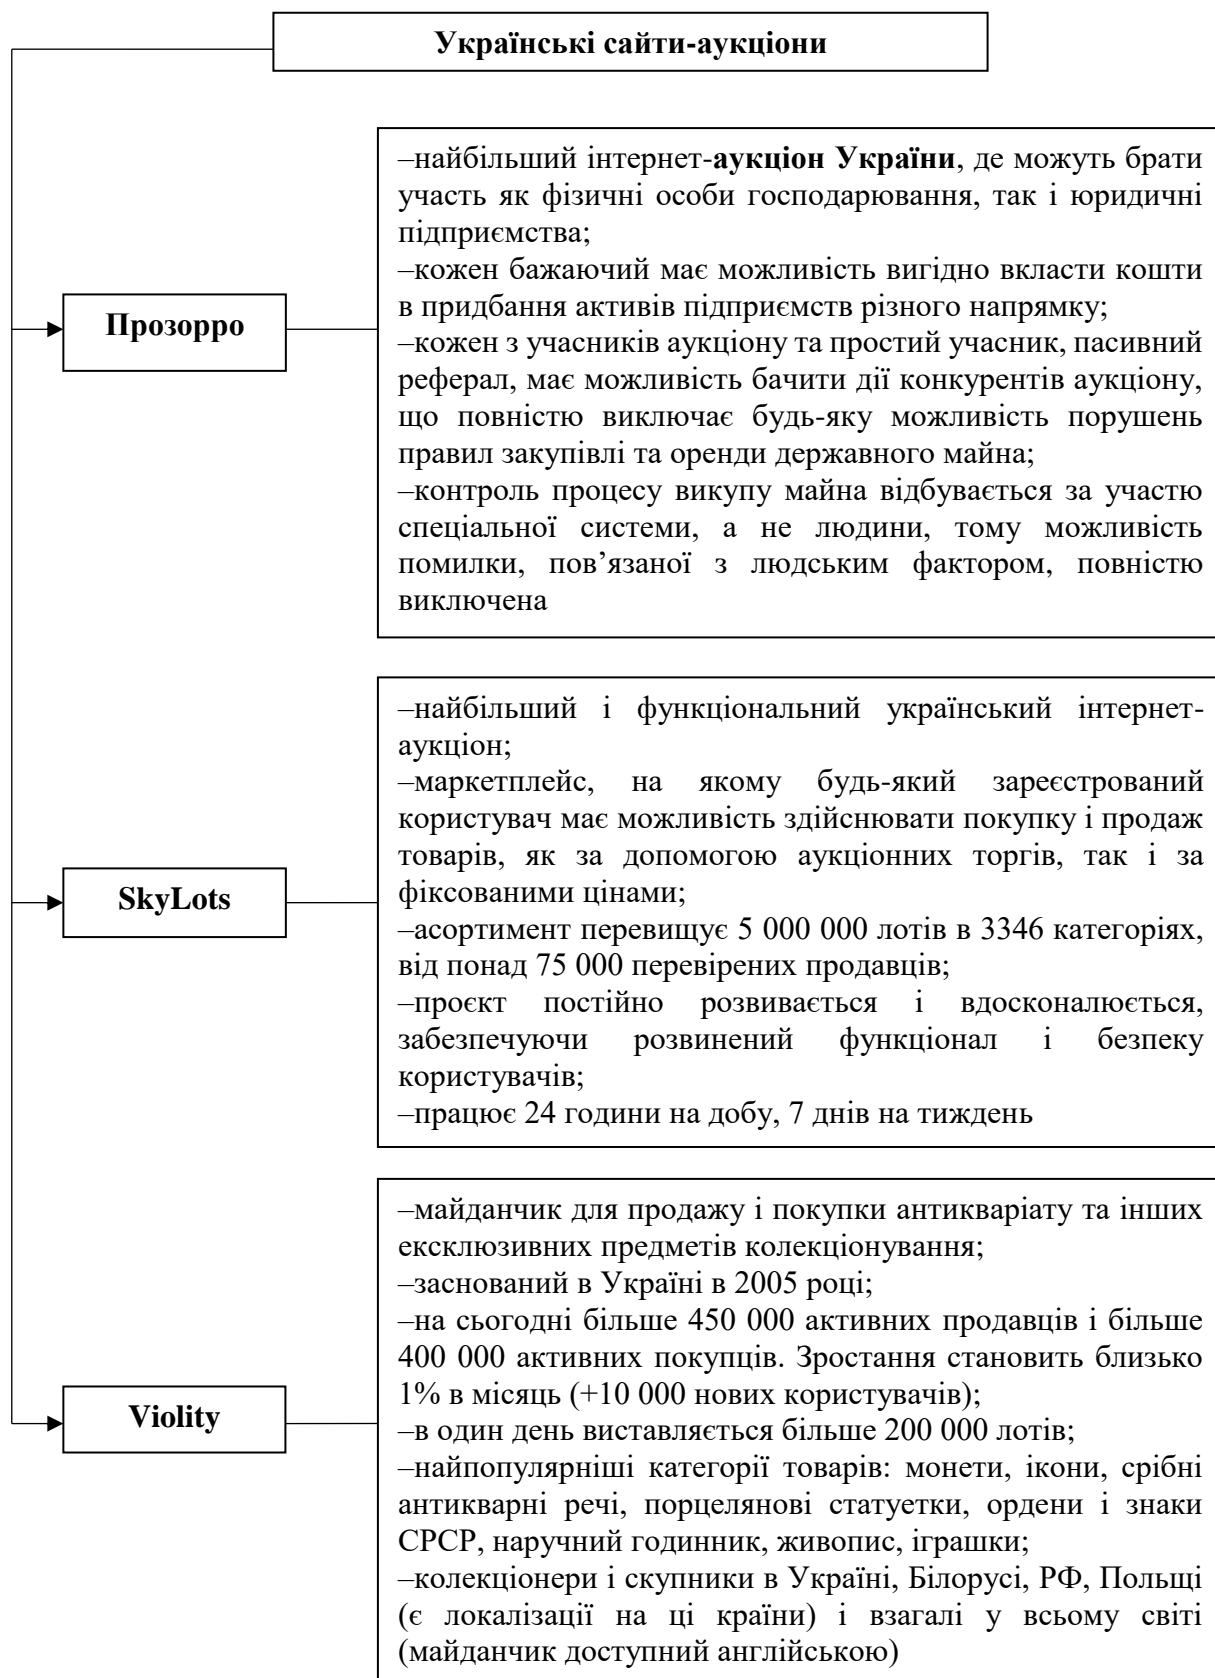 Українські сайти-аукціони
Прозорро
–найбільший інтернет-аукціон України, де можуть брати
участь як фізичні особи господарювання, так і юридичні
підприємства;
–кожен бажаючий має можливість вигідно вкласти кошти
в придбання активів підприємств різного напрямку;
–кожен з учасників аукціону та простий учасник, пасивний
реферал, має можливість бачити дії конкурентів аукціону,
що повністю виключає будь-яку можливість порушень
правил закупівлі та оренди державного майна;
–контроль процесу викупу майна відбувається за участю
спеціальної системи, а не людини, тому можливість
помилки, пов’язаної з людським фактором, повністю
виключена
SkyLots
–найбільший і функціональний український інтернет-
аукціон;
–маркетплейс, на якому будь-який зареєстрований
користувач має можливість здійснювати покупку і продаж
товарів, як за допомогою аукціонних торгів, так і за
фіксованими цінами;
–асортимент перевищує 5 000 000 лотів в 3346 категоріях,
від понад 75 000 перевірених продавців;
–проєкт постійно розвивається і вдосконалюється,
забезпечуючи розвинений функціонал і безпеку
користувачів;
–працює 24 години на добу, 7 днів на тиждень
Violity
–майданчик для продажу і покупки антикваріату та інших
ексклюзивних предметів колекціонування;
–заснований в Україні в 2005 році;
–на сьогодні більше 450 000 активних продавців і більше
400 000 активних покупців. Зростання становить близько
1% в місяць (+10 000 нових користувачів);
–в один день виставляється більше 200 000 лотів;
–найпопулярніші категорії товарів: монети, ікони, срібні
антикварні речі, порцелянові статуетки, ордени і знаки
СРСР, наручний годинник, живопис, іграшки;
–колекціонери і скупники в Україні, Білорусі, РФ, Польщі
(є локалізації на ці країни) і взагалі у всьому світі
(майданчик доступний англійською)